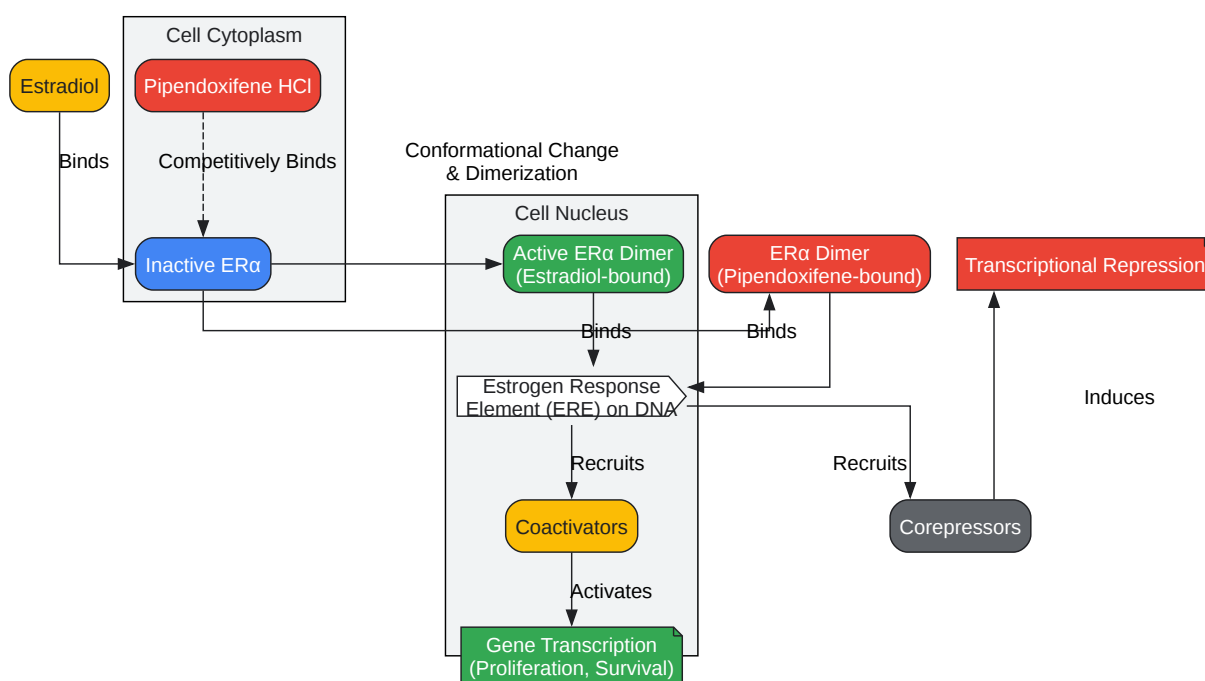 Cell Cytoplasm
Estradiol
Pipendoxifene HCl
Binds
Competitively Binds
Conformational Change
& Dimerization
Cell Nucleus
Inactive ERα
Active ERα Dimer
(Estradiol-bound)
ERα Dimer
(Pipendoxifene-bound)
Transcriptional Repression
Binds
Binds
Estrogen Response
Element (ERE) on DNA
Induces
Recruits
Recruits
Coactivators
Corepressors
Activates
Gene Transcription
(Proliferation, Survival)